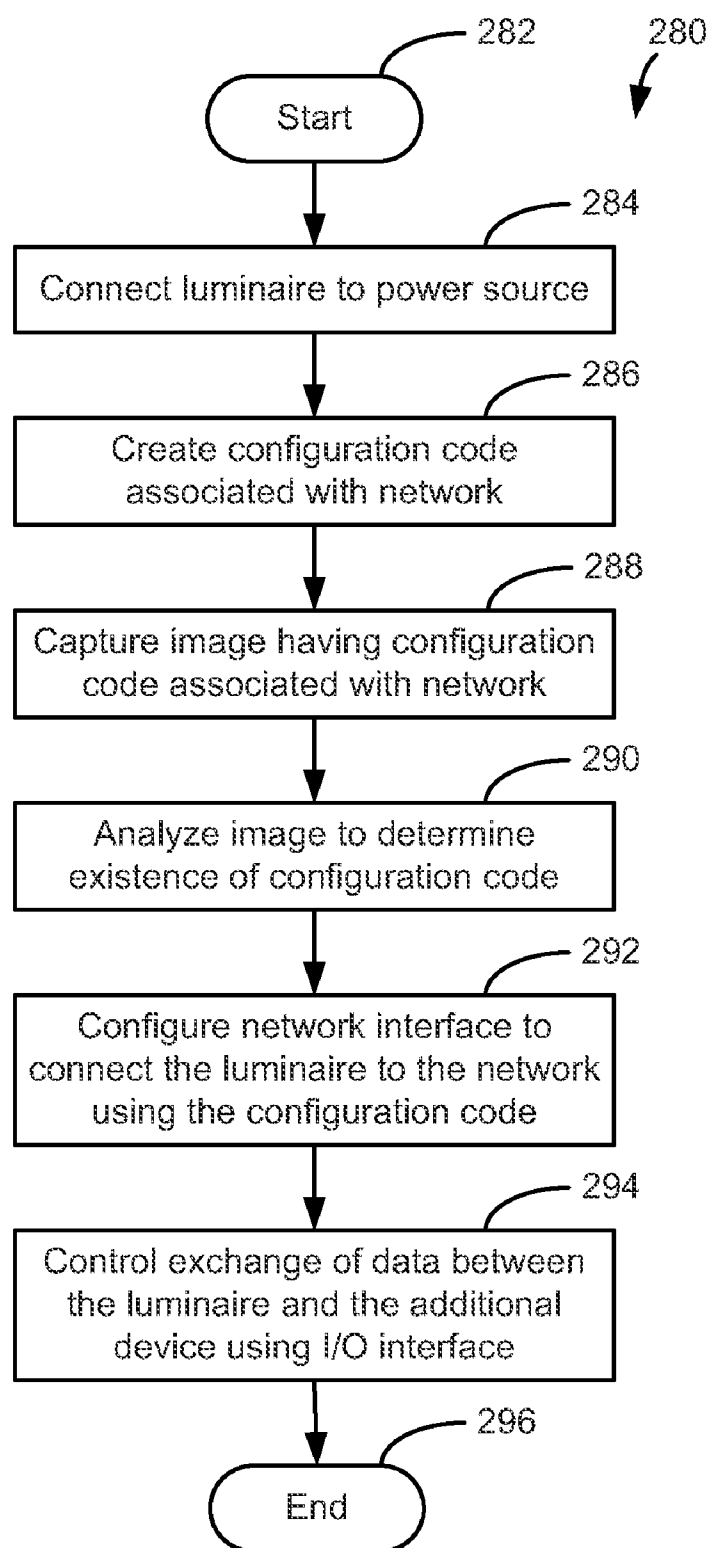 282
280
Start
284
Connect luminaire to power source
286
Create configuration code
associated with network
288
Capture image having configuration
code associated with network
290
Analyze image to determine
existence of configuration code
292
Configure network interface to
connect the luminaire to the network
using the configuration code
294
Control exchange of data between
the luminaire and the additional
device using I/O interface
296
End